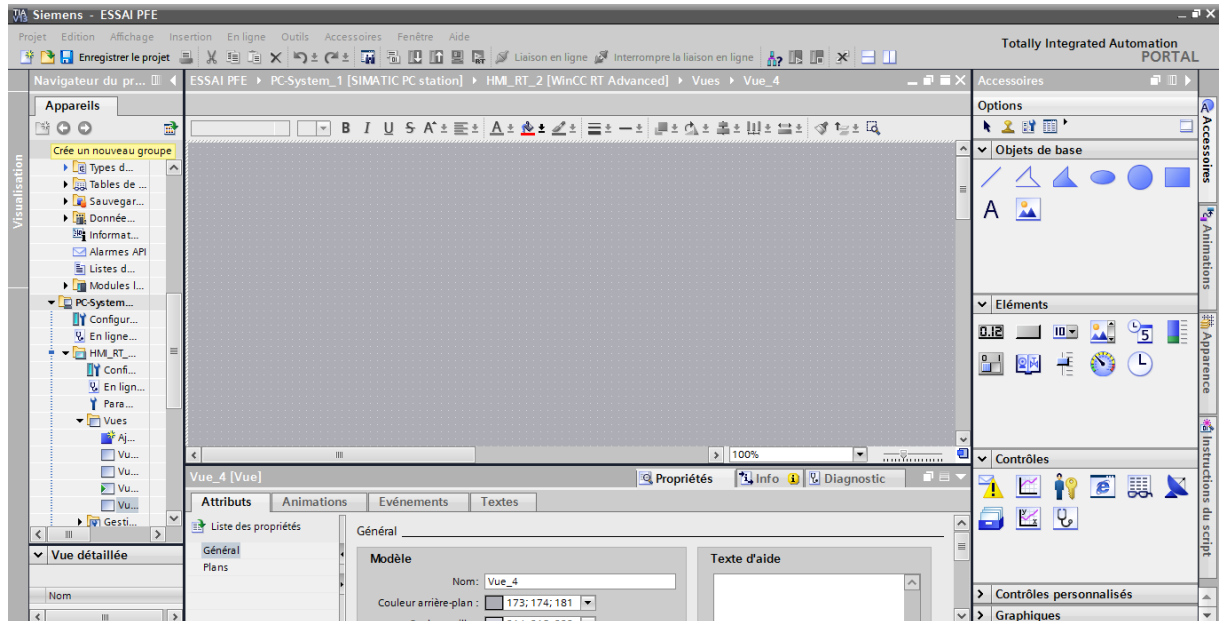 Siemens - ESSAI PFE
Projet Edition Affichage Insertion En ligne Outils Accessoires Fenêtre Aide
Totally Integrated Automation
PORTAL
Enregistrer le projet Liaison en ligne Interrompre la liaison en ligne
Navigateur du pr...
ESSAI PFE PC-System_1 [SIMATIC PC station] HMI_RT_2 [WinCC RT Advanced] Vues Vue_4
Accessoires
Appareils
Options
Crée un nouveau groupe
Visualisation
Types d...
Tables de ...
Sauvegar...
Donnée...
Informat...
Alarmes API
Listes d...
Modules l...
PC-System...
Configur...
En ligne...
HMI_RT_...
Confi...
En lign...
Para...
Vues
Aj...
Vu...
Vu...
Vu...
Vu...
Gesti...
Vue détaillée
Nom
B I U S A A
100%
Vue_4 [Vue]
Propriétés Info Diagnostic
Attributs Animations Evénements Textes
Liste des propriétés
Général
Plans
Général
Modèle
Nom: Vue_4
Couleur arrière-plan : 173; 174; 181
Texte d'aide
Objets de base
A
Eléments
0.12
10
5
Contrôles
Contrôles personnalisés
Graphiques
Accessoires
Animations
Apparence
Instructions du script